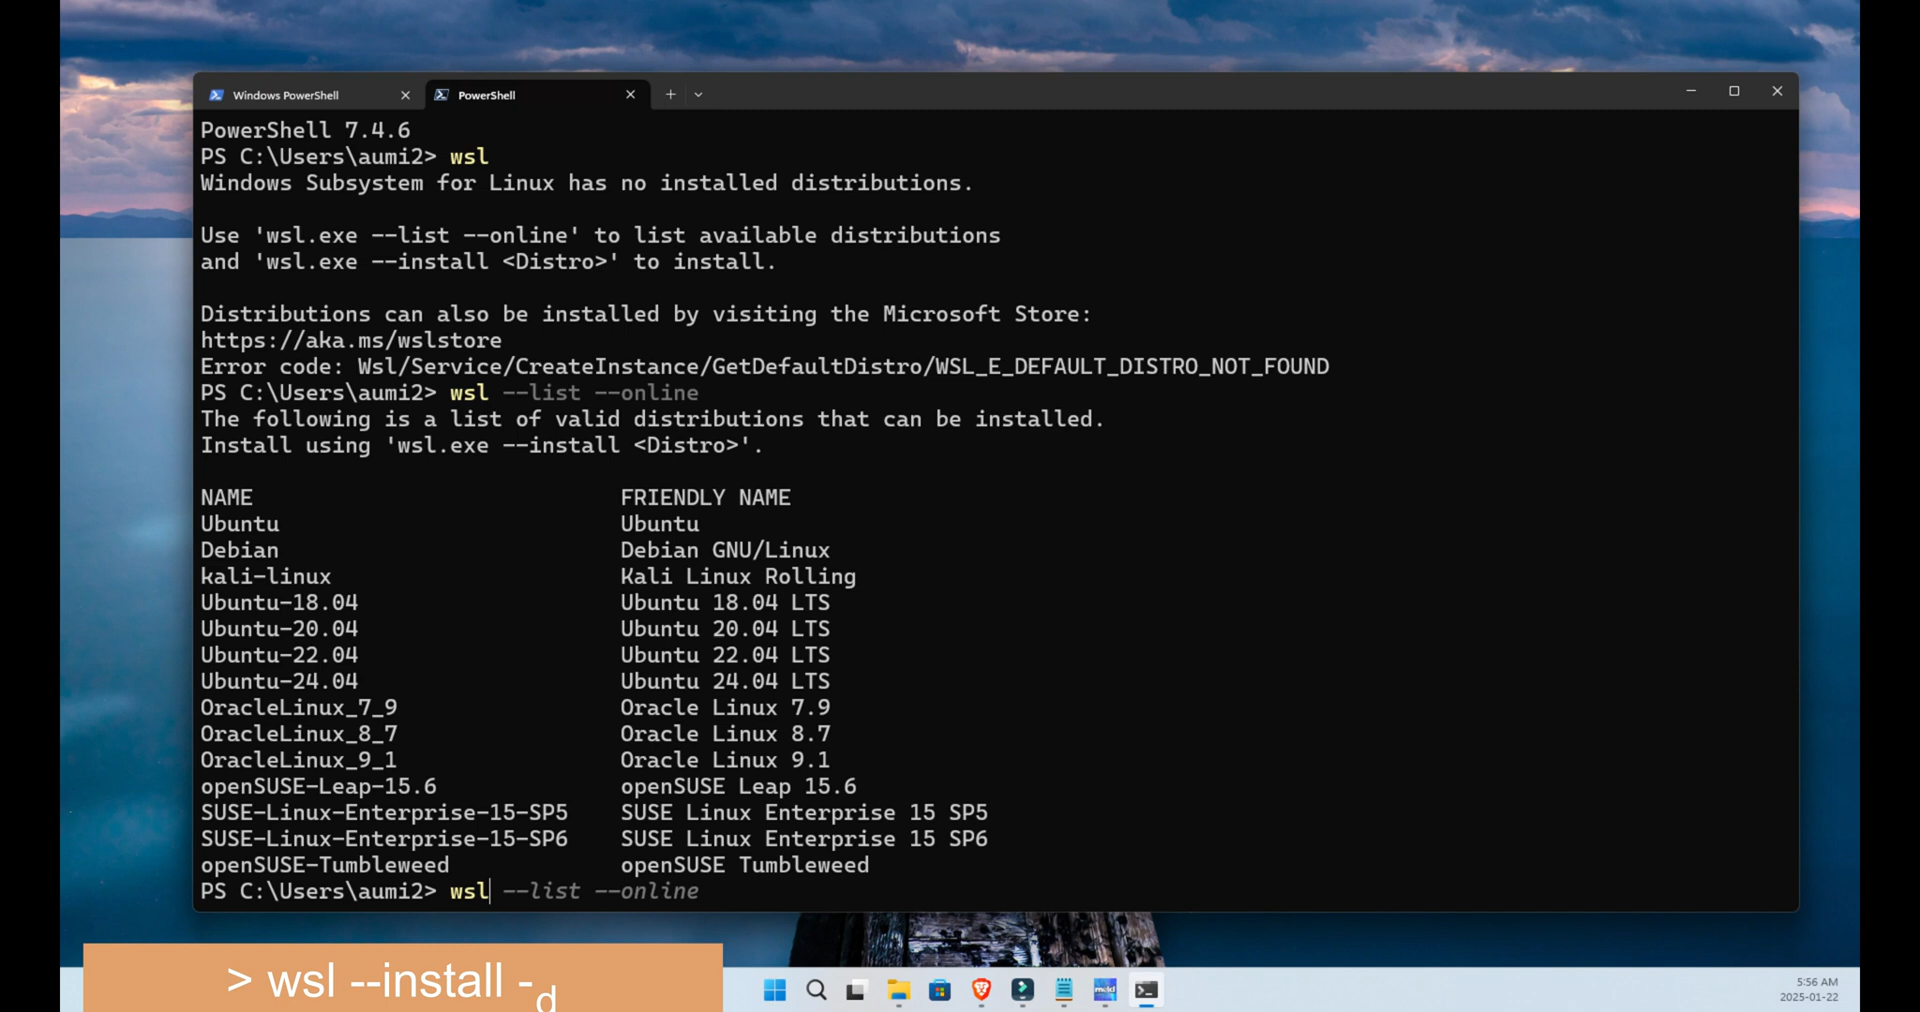 Windows PowerShell
PowerShell
PowerShell 7.4.6
PS C:\Users\aumi2> wsl
Windows Subsystem for Linux has no installed distributions.
Use 'wsl.exe --list --online' to list available distributions
and 'wsl.exe --install <Distro>' to install.
Distributions can also be installed by visiting the Microsoft Store:
https://aka.ms/wslstore
Error code: Wsl/Service/CreateInstance/GetDefaultDistro/WSL_E_DEFAULT_DISTRO_NOT_FOUND
PS C:\Users\aumi2> wsl --list --online
The following is a list of valid distributions that can be installed.
Install using 'wsl.exe --install <Distro>'.
NAME FRIENDLY NAME
Ubuntu Ubuntu
Debian Debian GNU/Linux
kali-linux Kali Linux Rolling
Ubuntu-18.04 Ubuntu 18.04 LTS
Ubuntu-20.04 Ubuntu 20.04 LTS
Ubuntu-22.04 Ubuntu 22.04 LTS
Ubuntu-24.04 Ubuntu 24.04 LTS
OracleLinux_7_9 Oracle Linux 7.9
OracleLinux_8_7 Oracle Linux 8.7
OracleLinux_9_1 Oracle Linux 9.1
openSUSE-Leap-15.6 openSUSE Leap 15.6
SUSE-Linux-Enterprise-15-SP5 SUSE Linux Enterprise 15 SP5
SUSE-Linux-Enterprise-15-SP6 SUSE Linux Enterprise 15 SP6
openSUSE-Tumbleweed openSUSE Tumbleweed
PS C:\Users\aumi2> wsl --list --online
> wsl --install -d
5:56 AM
2025-01-22